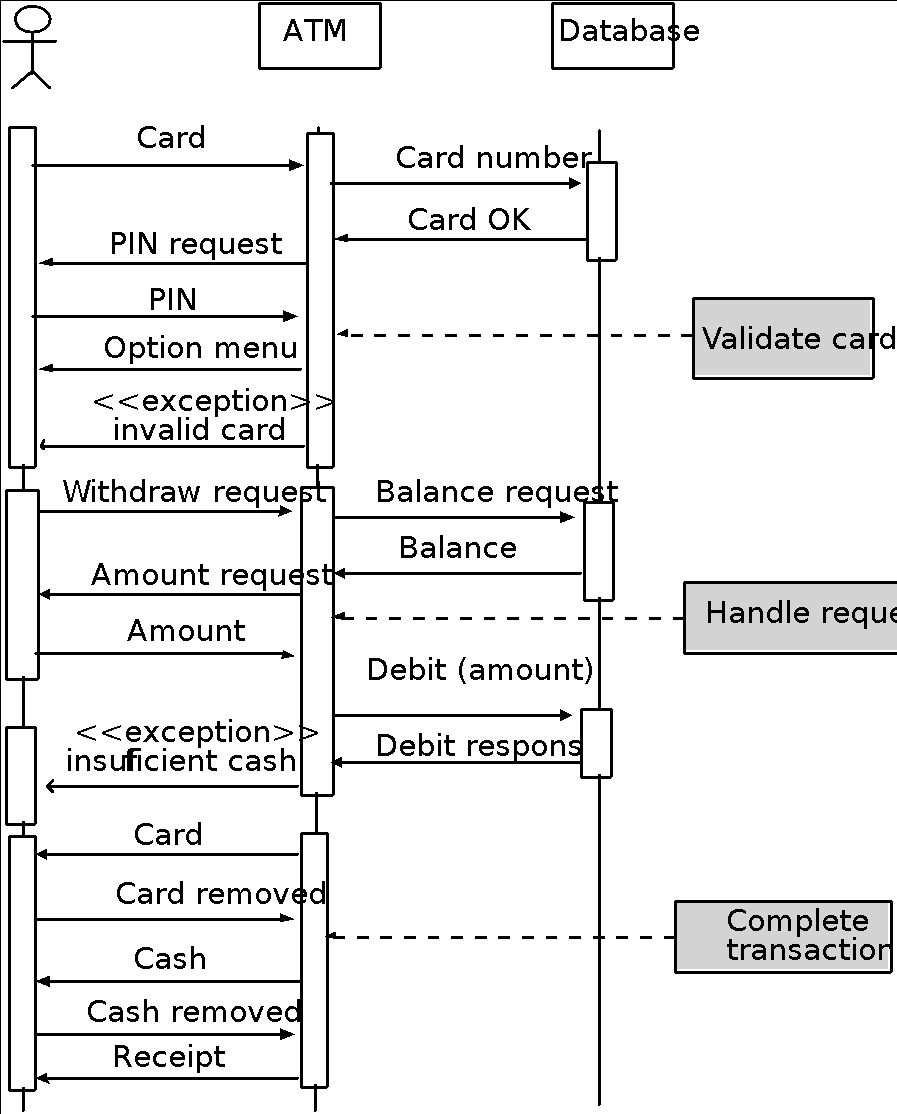 ATM
Database
Card
Card number
Card OK
PIN request
PIN
Validate card
Option menu
<<exception>>
invalid card
Withdraw request
Balance request
Balance
Amount request
Handle reque
Amount
Debit (amount)
<<exception>>
Debit respons
insufficient cash
Card
Card removed
Complete
transaction
Cash
Cash removed
Receipt